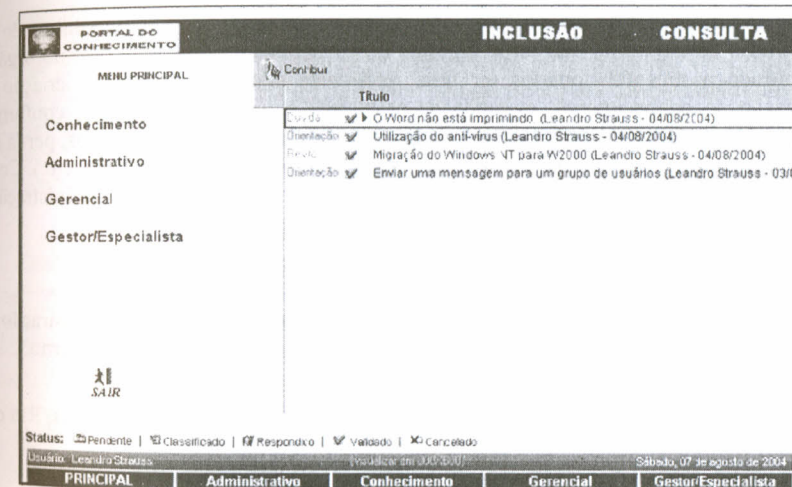 PORTAL DO
CONHECIMENTO
INCLUSÃO CONSULTA
MENU PRINCIPAL
Contribuir
Título
Conhecimento
Administrativo
Gerencial
Gestor/Especialista
O Word não está imprimindo (Leandro Strauss - 04/08/2004)
Orientação Utilização do anti-vírus (Leandro Strauss - 04/08/2004)
Migração do Windows NT para W2000 (Leandro Strauss - 04/08/2004)
Orientação Enviar uma mensagem para um grupo de usuários (Leandro Strauss - 03/0
SAIR
Status: Pendente | Classificado | Respondido | Validado | Cancelado
Usuário: Leandro Strauss Sábado, 07 de agosto de 2004
PRINCIPAL Administrativo Conhecimento Gerencial Gestor/Especialista